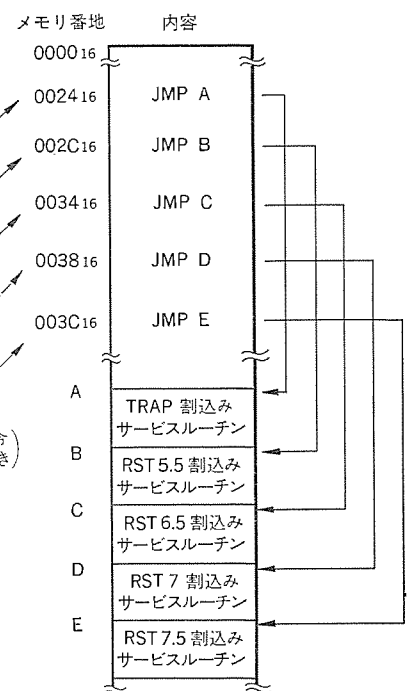 メモリ番地 内容
0000₁₆
0024₁₆ JMP A
002C₁₆ JMP B
0034₁₆ JMP C
0038₁₆ JMP D
003C₁₆ JMP E
A
TRAP 割込み
サービスルーチン
B
RST 5.5 割込み
サービスルーチン
C
RST 6.5 割込み
サービスルーチン
D
RST 7 割込み
サービスルーチン
E
RST 7.5 割込み
サービスルーチン